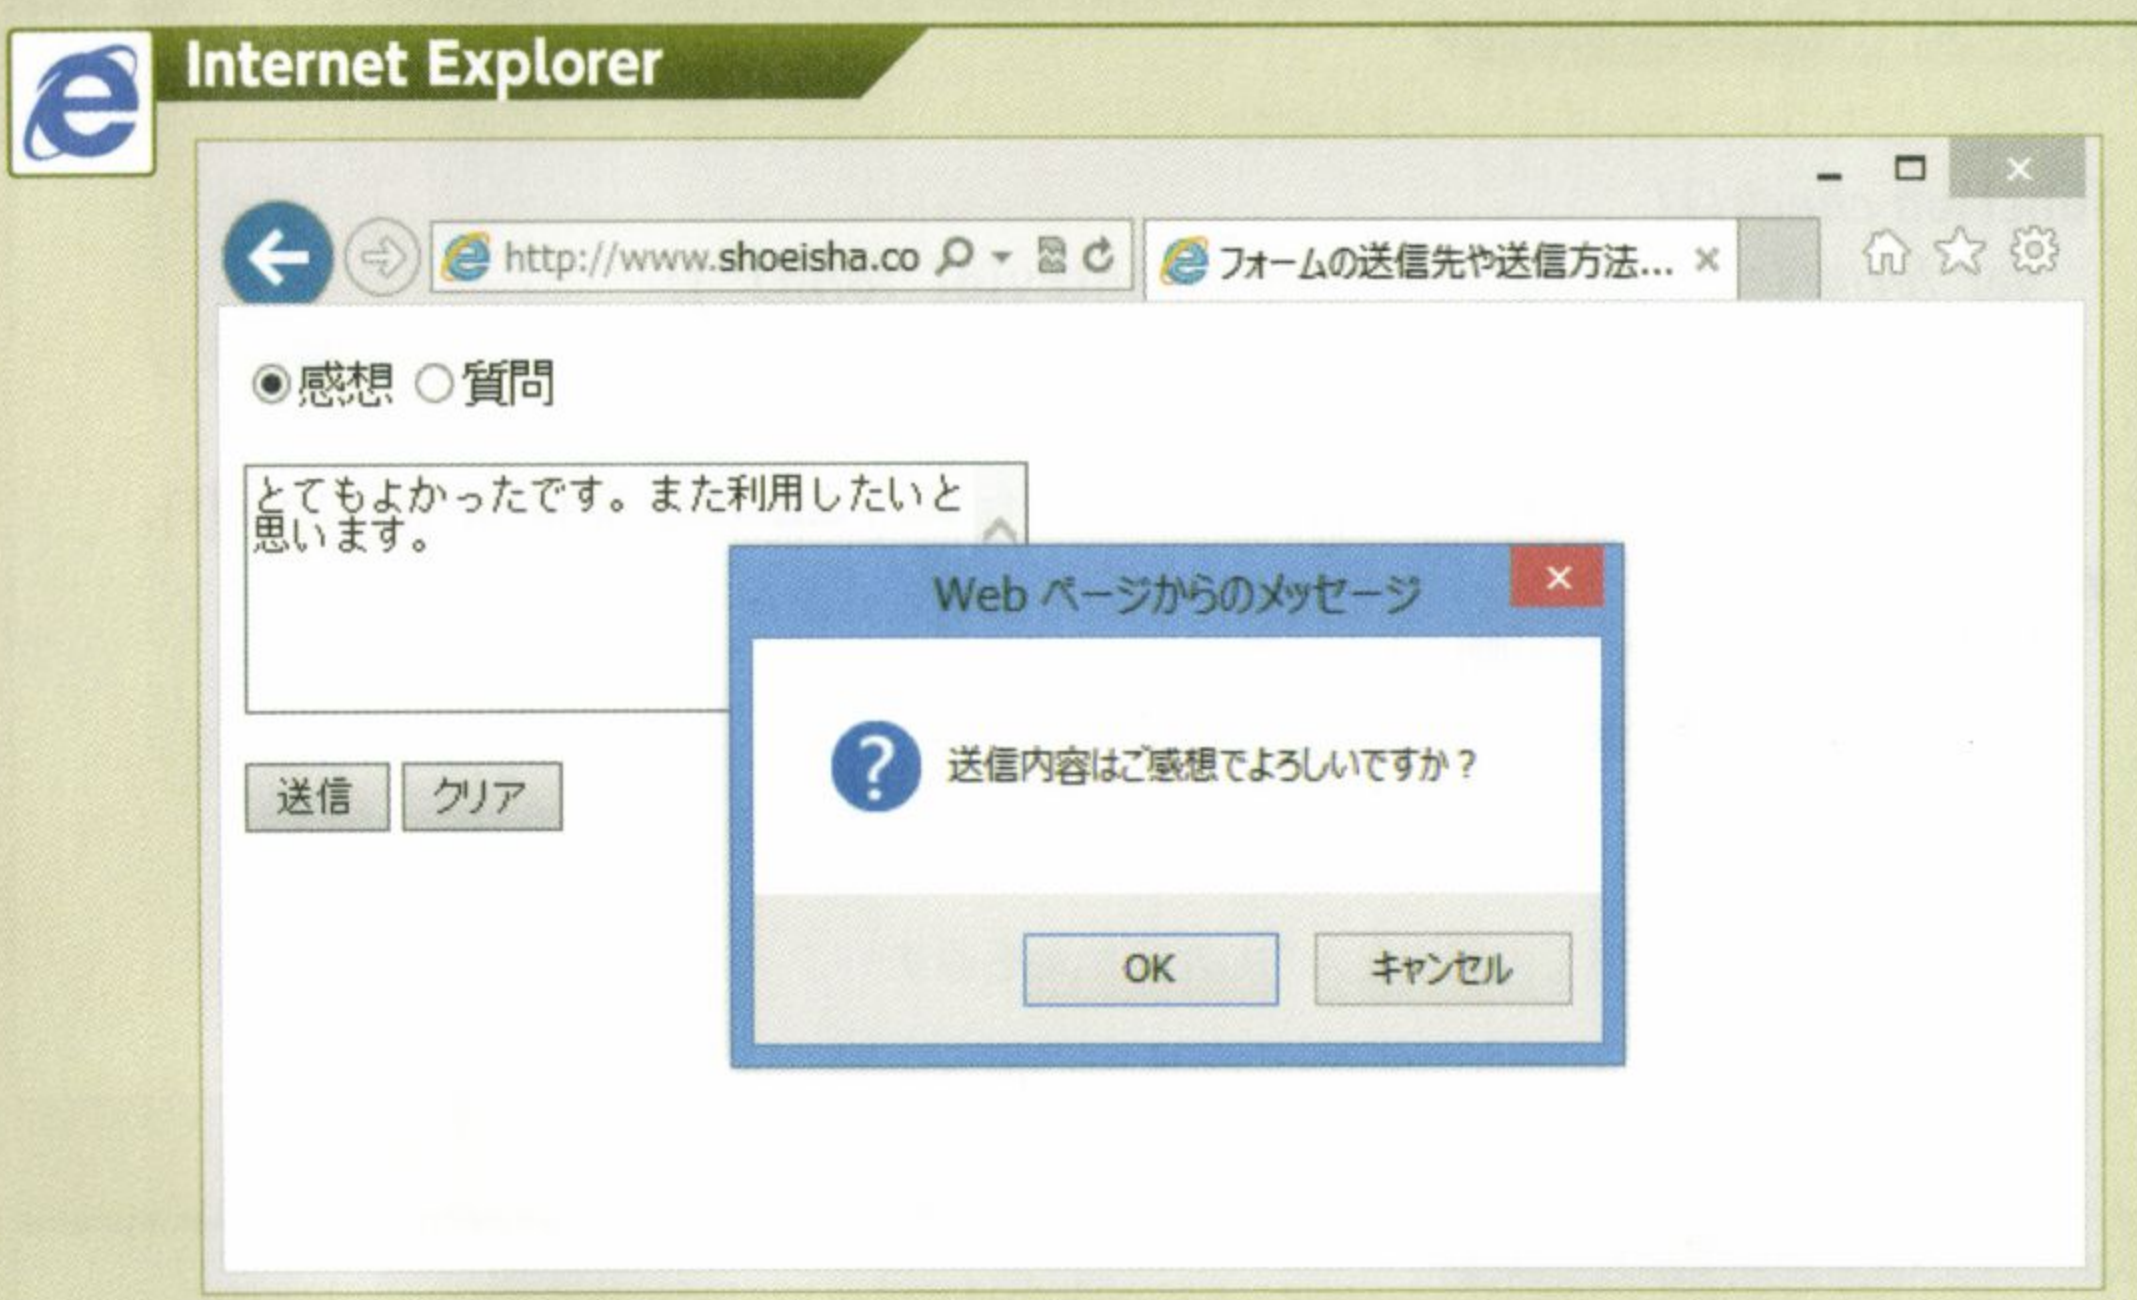 Internet Explorer
http://www.shoeisha.co
フォームの送信先や送信方法...
感想 質問
とてもよかったです。また利用したいと
思います。
Web ページからのメッセージ
送信内容はご感想でよろしいですか？
送信 クリア
OK キャンセル